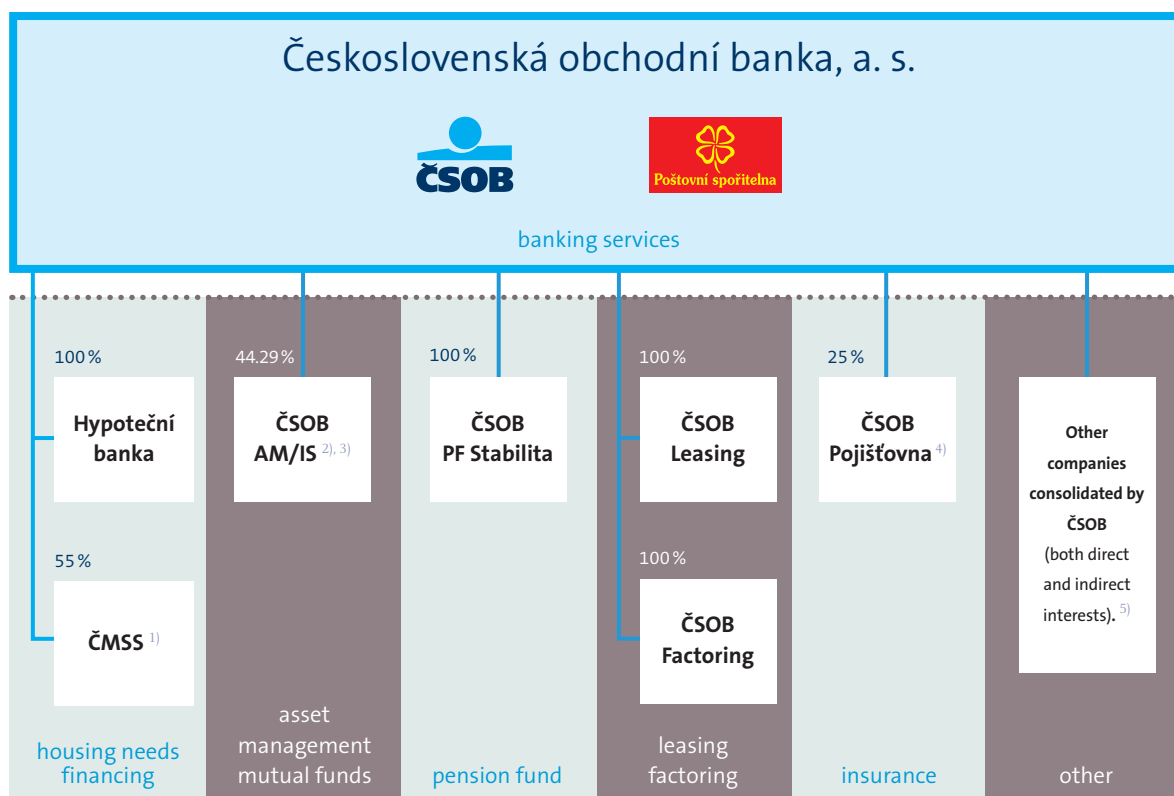 Československá obchodní banka, a. s.
ČSOB
Poštovní spořitelna
banking services
100 %
Hypoteční
banka
55 %
ČMSS 1)
housing needs
financing
44.29 %
ČSOB
AM/IS 2), 3)
asset
management
mutual funds
100 %
ČSOB
PF Stabilita
pension fund
100 %
ČSOB
Leasing
100 %
ČSOB
Factoring
leasing
factoring
25 %
ČSOB
Pojišťovna 4)
insurance
Other
companies
consolidated by
ČSOB
(both direct
and indirect
interests). 5)
other